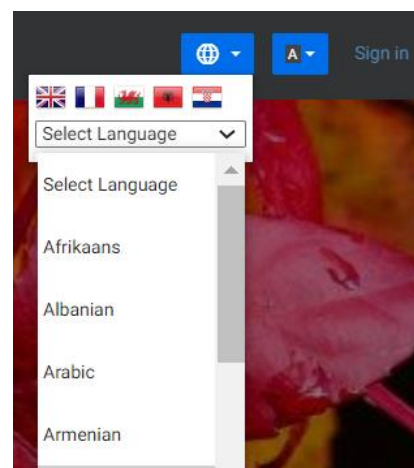 A
Sign in
Select Language
Select Language
Afrikaans
Albanian
Arabic
Armenian